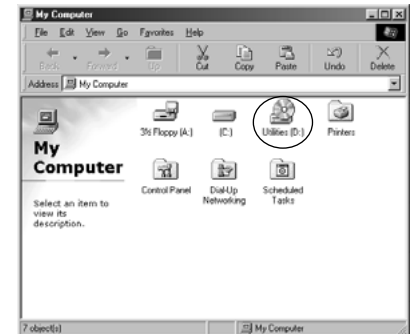 My Computer
File Edit View Go Favorites Help
Back Forward Up Cut Copy Paste Undo Delete
Address My Computer
My Computer
Select an item to view its description.
3½ Floppy (A:) (C:) Utilities (D:) Printers
Control Panel Dial-Up Networking Scheduled Tasks
7 object(s) My Computer